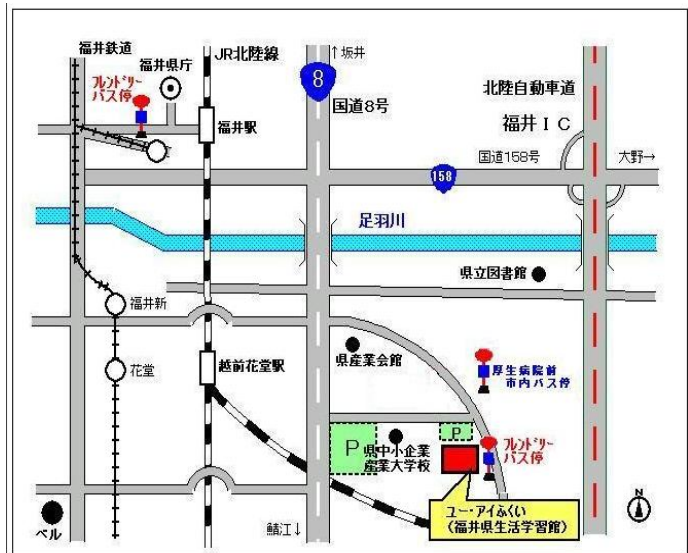 福井鉄道
JR北陸線
↑坂井
福井県庁
フレンドリー
バス停
8
国道8号
北陸自動車道
福井IC
福井駅
国道158号
大野→
158
足羽川
県立図書館
福井新
県産業会館
花堂
越前花堂駅
厚生病院前
市内バス停
P
P
県中小企業
産業大学校
フレンドリー
バス停
ユー・アイふくい
(福井県生活学習館)
ベル
鯖江↓
N